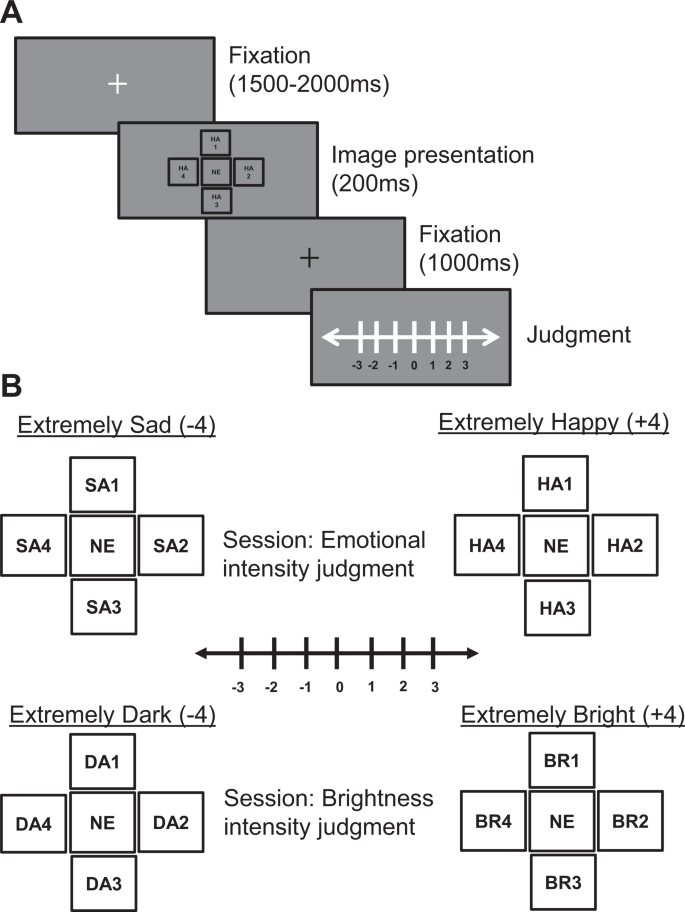 A
Fixation
(1500-2000ms)
HA
1
HA
4
NE
HA
2
HA
3
Image presentation
(200ms)
Fixation
(1000ms)
-3 -2 -1 0 1 2 3
Judgment
B
Extremely Sad (-4)
Extremely Happy (+4)
SA1
SA4 NE SA2
SA3
Session: Emotional
intensity judgment
HA1
HA4 NE HA2
HA3
-3 -2 -1 0 1 2 3
Extremely Dark (-4)
Extremely Bright (+4)
DA1
DA4 NE DA2
DA3
Session: Brightness
intensity judgment
BR1
BR4 NE BR2
BR3